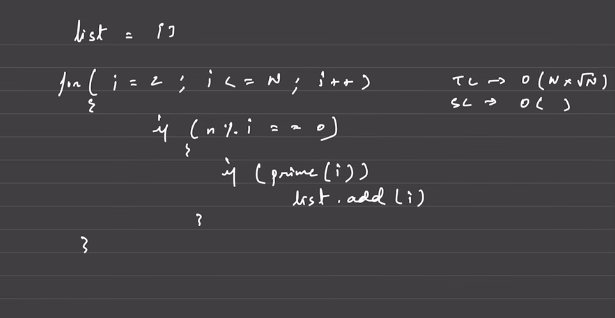 list = []
for( i = 2 ; i <= N ; i++ )
TC → O(N×√N)
{
SC → O( )
if (n % i == 0)
{
if (prime(i))
list.add(i)
}
}